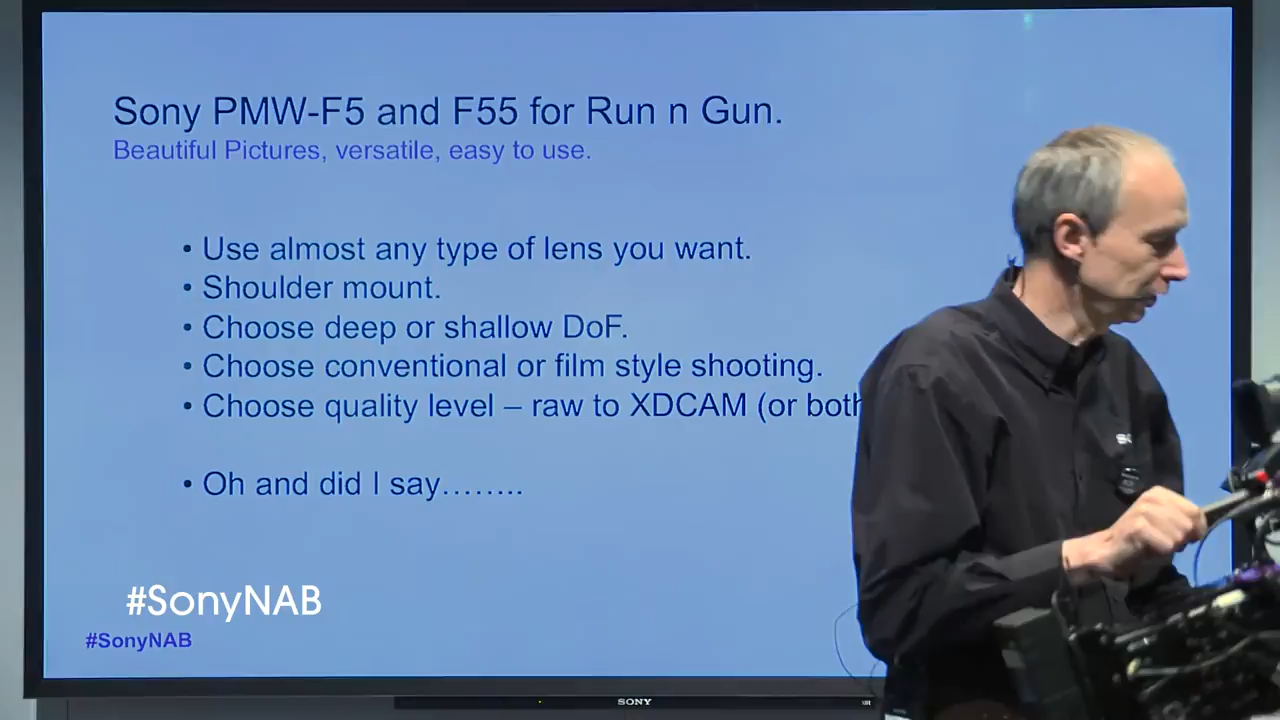 Sony PMW-F5 and F55 for Run n Gun.
Beautiful Pictures, versatile, easy to use.
• Use almost any type of lens you want.
• Shoulder mount.
• Choose deep or shallow DoF.
• Choose conventional or film style shooting.
• Choose quality level – raw to XDCAM (or both
• Oh and did I say........
#SonyNAB
#SonyNAB
SONY